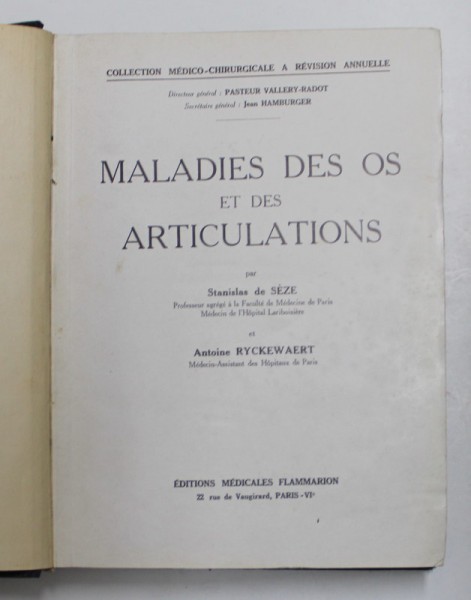 COLLECTION MÉDICO-CHIRURGICALE A RÉVISION ANNUELLE
Directeur général : PASTEUR VALLERY-RADOT
Secrétaire général : Jean HAMBURGER
MALADIES DES OS
ET DES
ARTICULATIONS
par
Stanislas de SÈZE
Professeur agrégé à la Faculté de Médecine de Paris
Médecin de l'Hôpital Lariboisière
et
Antoine RYCKEWAERT
Médecin-Assistant des Hôpitaux de Paris
ÉDITIONS MÉDICALES FLAMMARION
22 rue de Vaugirard, PARIS-VIᵉ